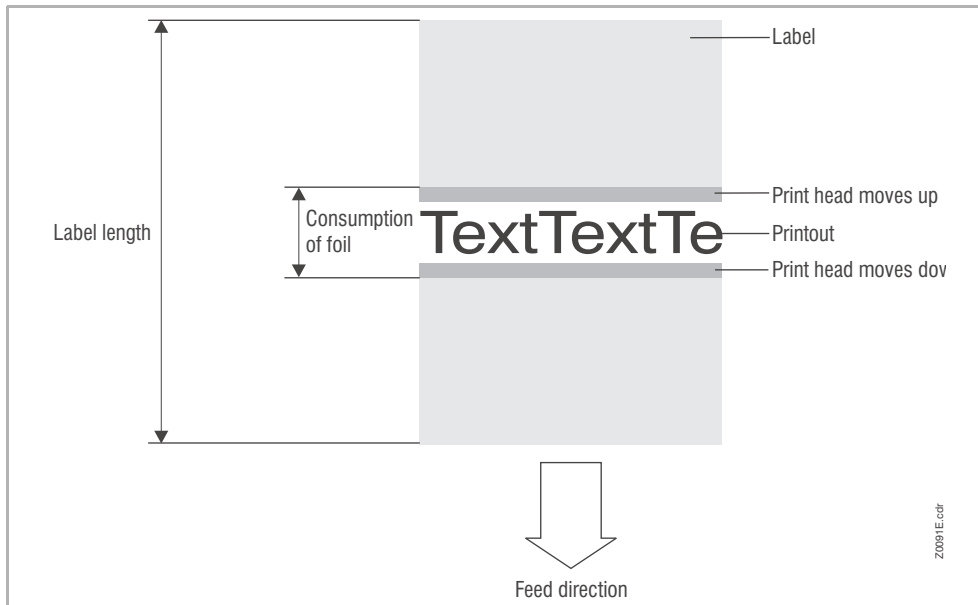 Label
Print head moves up
Label length
Consumption
of foil
TextTextTe
Printout
Print head moves dov
Feed direction
Z0091E.cdr